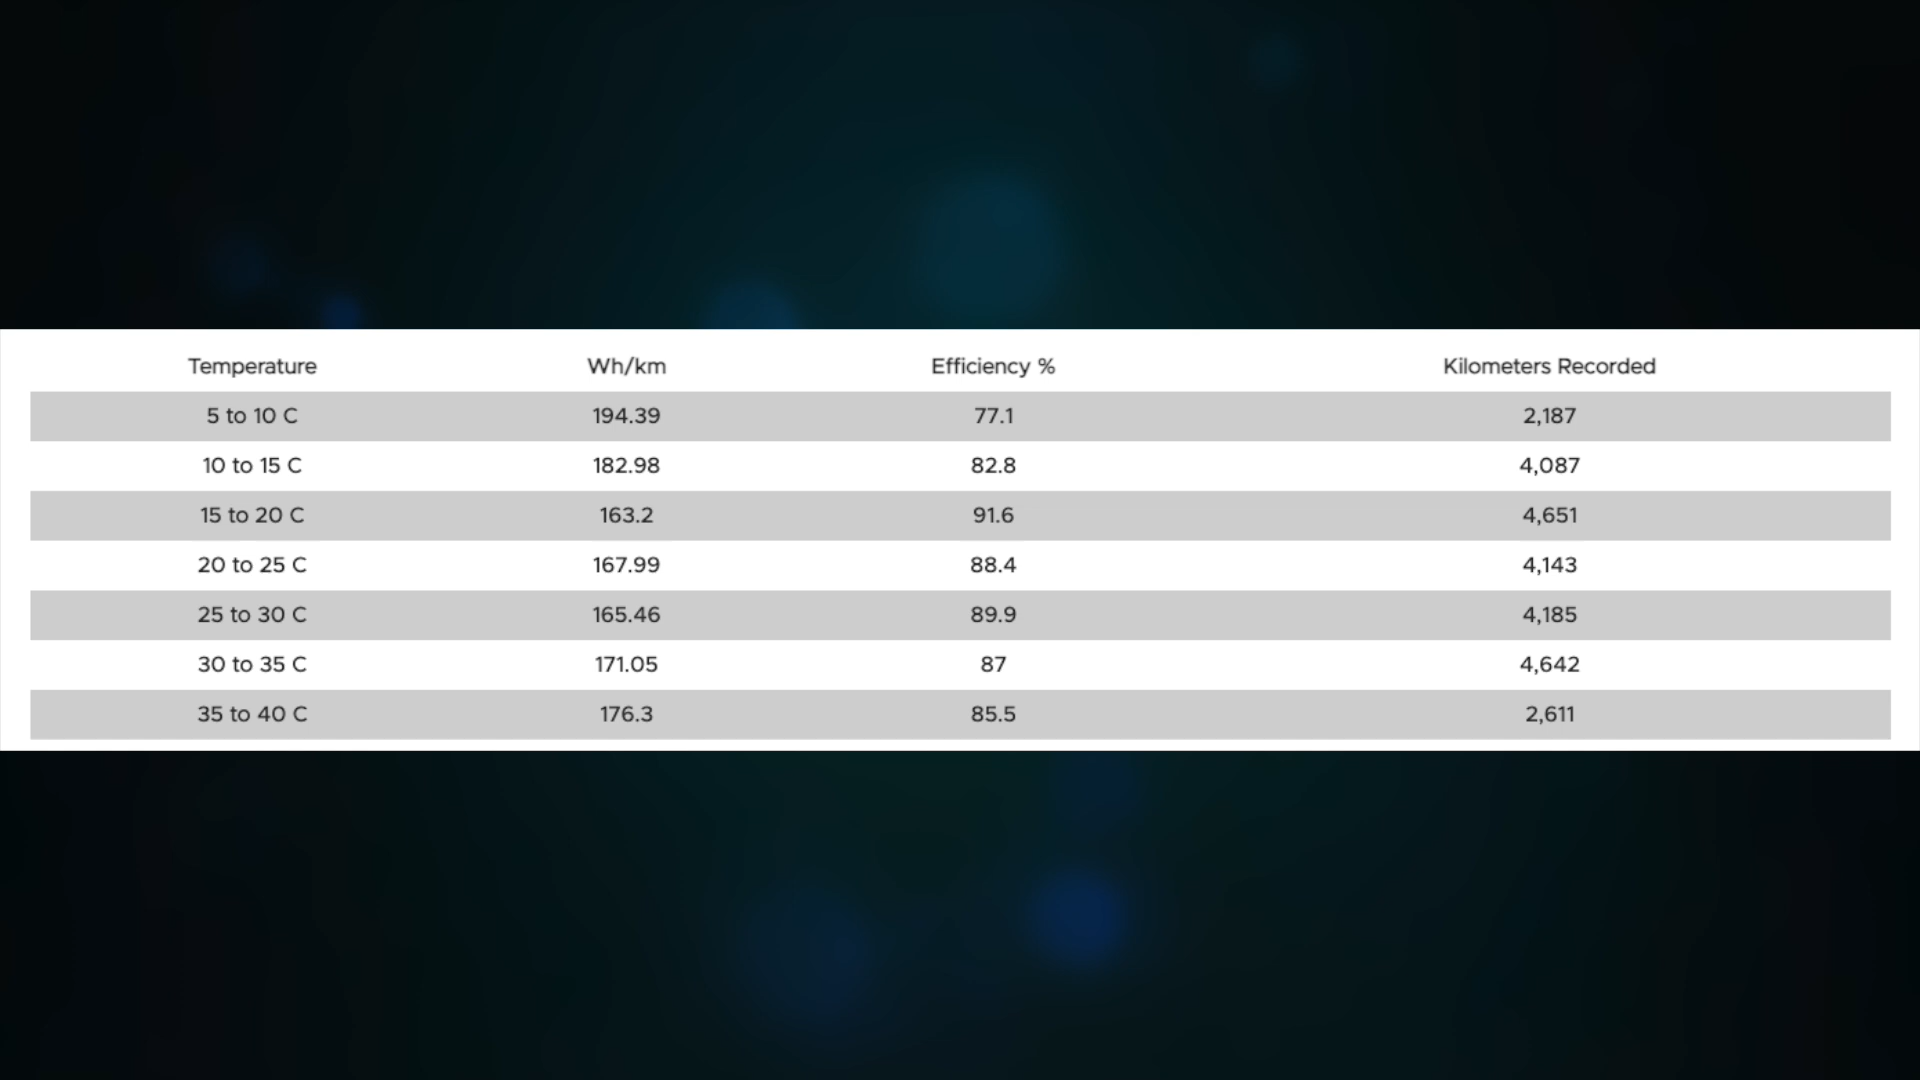 Temperature Wh/km Efficiency % Kilometers Recorded
5 to 10 C 194.39 77.1 2,187
10 to 15 C 182.98 82.8 4,087
15 to 20 C 163.2 91.6 4,651
20 to 25 C 167.99 88.4 4,143
25 to 30 C 165.46 89.9 4,185
30 to 35 C 171.05 87 4,642
35 to 40 C 176.3 85.5 2,611